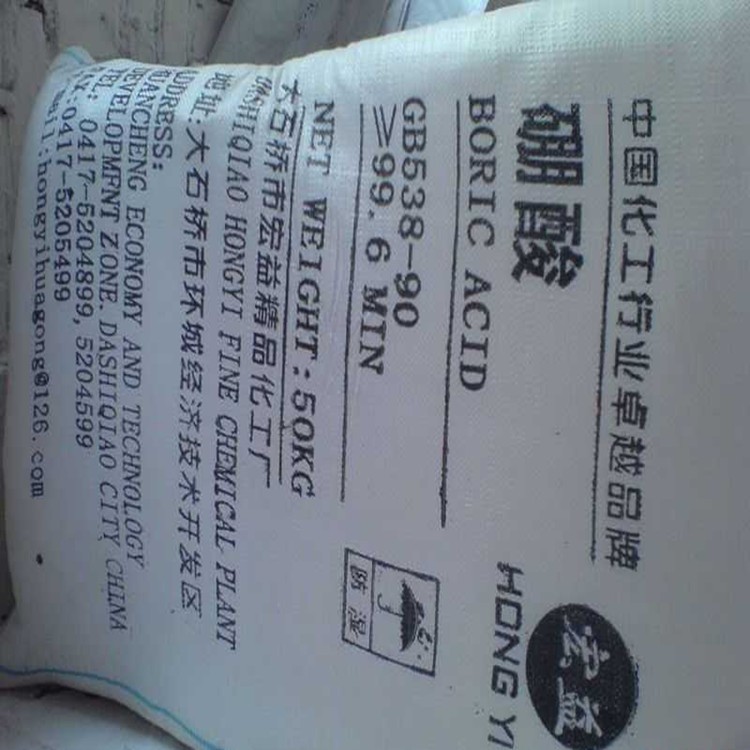 中国化工行业卓越品牌
宏益
HONG YI
硼酸
BORIC ACID
GB538-90
≥99.6 MIN
防湿
NET WEIGHT:50KG
大石桥市宏益精品化工厂
DASHIQIAO HONGYI FINE CHEMICAL PLANT
地址:大石桥市环城经济技术开发区
ADDRESS:
HUANCHENG ECONOMY AND TECHNOLOGY
DEVELOPMENT ZONE.DASHIQIAO CITY CHINA
TEL: 0417-5204899,5204599
FAX:0417-5205499
E-mail:hongyihuagong@126.com